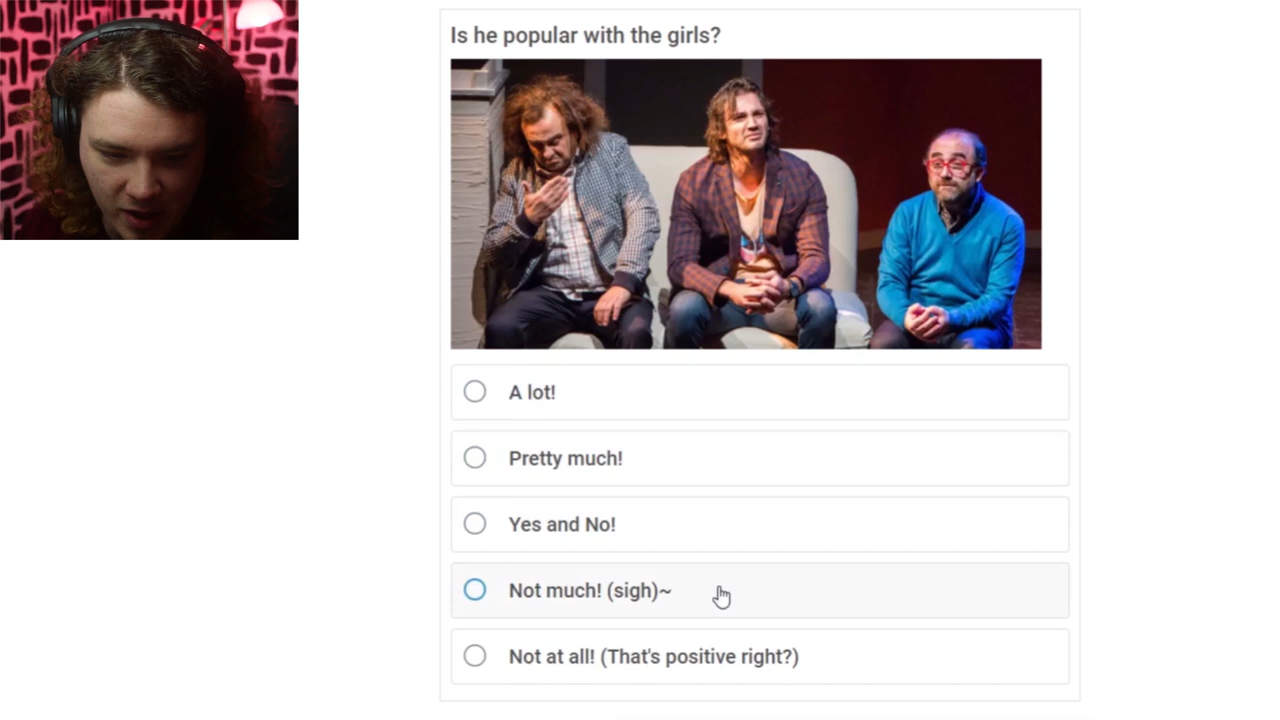 Is he popular with the girls?
A lot!
Pretty much!
Yes and No!
Not much! (sigh)~
Not at all! (That's positive right?)